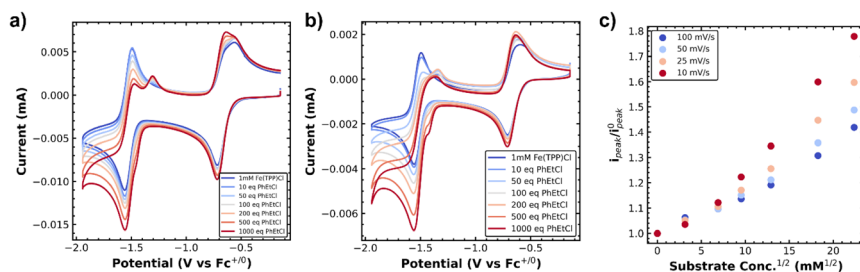 a)
0.005
0.000
−0.005
−0.010
−0.015
Current (mA)
1mM Fe(TPP)Cl
10 eq PhEtCl
50 eq PhEtCl
100 eq PhEtCl
200 eq PhEtCl
500 eq PhEtCl
1000 eq PhEtCl
−2.0 −1.5 −1.0 −0.5
Potential (V vs Fc+/0)
b)
0.004
0.002
0.000
−0.002
−0.004
−0.006
Current (mA)
1mM Fe(TPP)Cl
10 eq PhEtCl
50 eq PhEtCl
100 eq PhEtCl
200 eq PhEtCl
500 eq PhEtCl
1000 eq PhEtCl
−2.0 −1.5 −1.0 −0.5
Potential (V vs Fc+/0)
c)
1.8
1.7
1.6
1.5
1.4
1.3
1.2
1.1
1.0
ipeak/i0peak
100 mV/s
50 mV/s
25 mV/s
10 mV/s
0 5 10 15 20
Substrate Conc.1/2 (mM1/2)